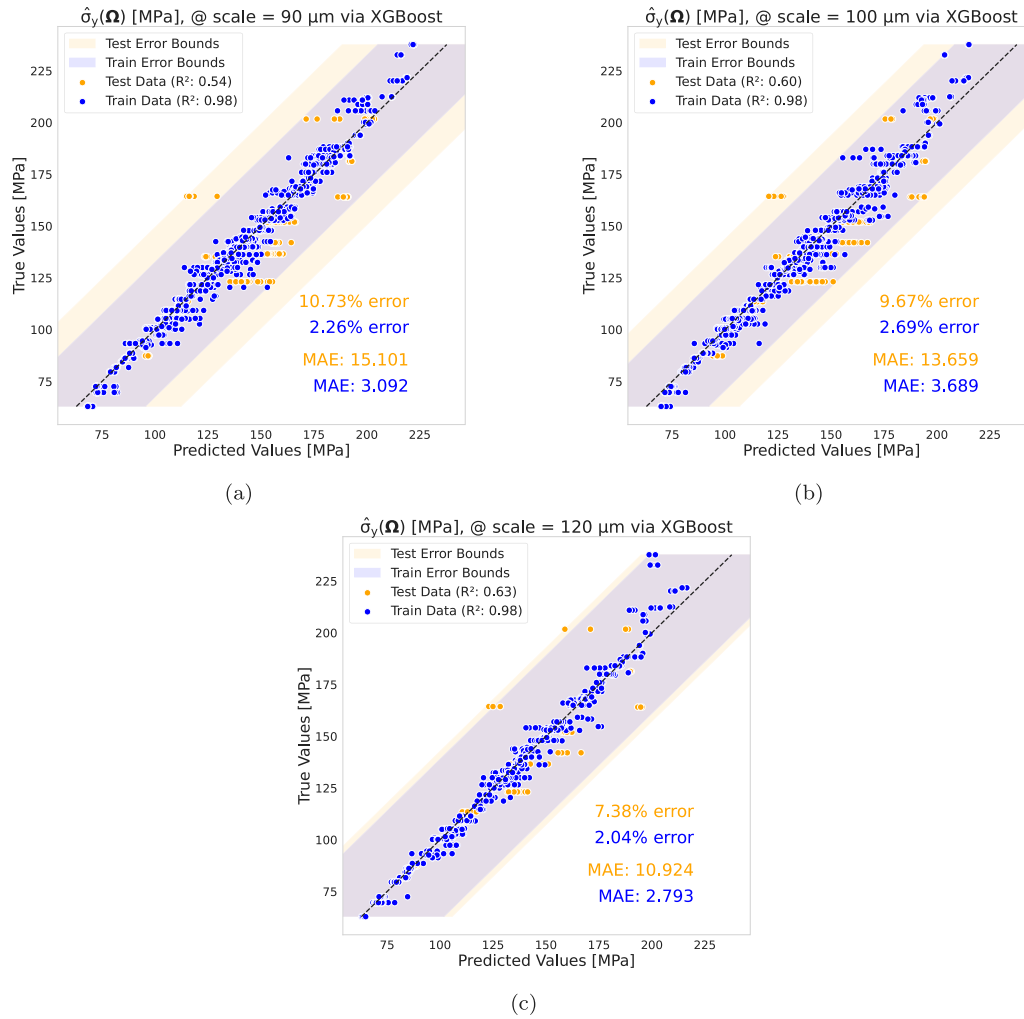 σ̂y(Ω) [MPa], @ scale = 90 μm via XGBoost
Test Error Bounds
Train Error Bounds
Test Data (R²: 0.54)
Train Data (R²: 0.98)
True Values [MPa]
225
200
175
150
125
100
75
10.73% error
2.26% error
MAE: 15.101
MAE: 3.092
75 100 125 150 175 200 225
Predicted Values [MPa]
(a)
σ̂y(Ω) [MPa], @ scale = 100 μm via XGBoost
Test Error Bounds
Train Error Bounds
Test Data (R²: 0.60)
Train Data (R²: 0.98)
True Values [MPa]
225
200
175
150
125
100
75
9.67% error
2.69% error
MAE: 13.659
MAE: 3.689
75 100 125 150 175 200 225
Predicted Values [MPa]
(b)
σ̂y(Ω) [MPa], @ scale = 120 μm via XGBoost
Test Error Bounds
Train Error Bounds
Test Data (R²: 0.63)
Train Data (R²: 0.98)
True Values [MPa]
225
200
175
150
125
100
75
7.38% error
2.04% error
MAE: 10.924
MAE: 2.793
75 100 125 150 175 200 225
Predicted Values [MPa]
(c)